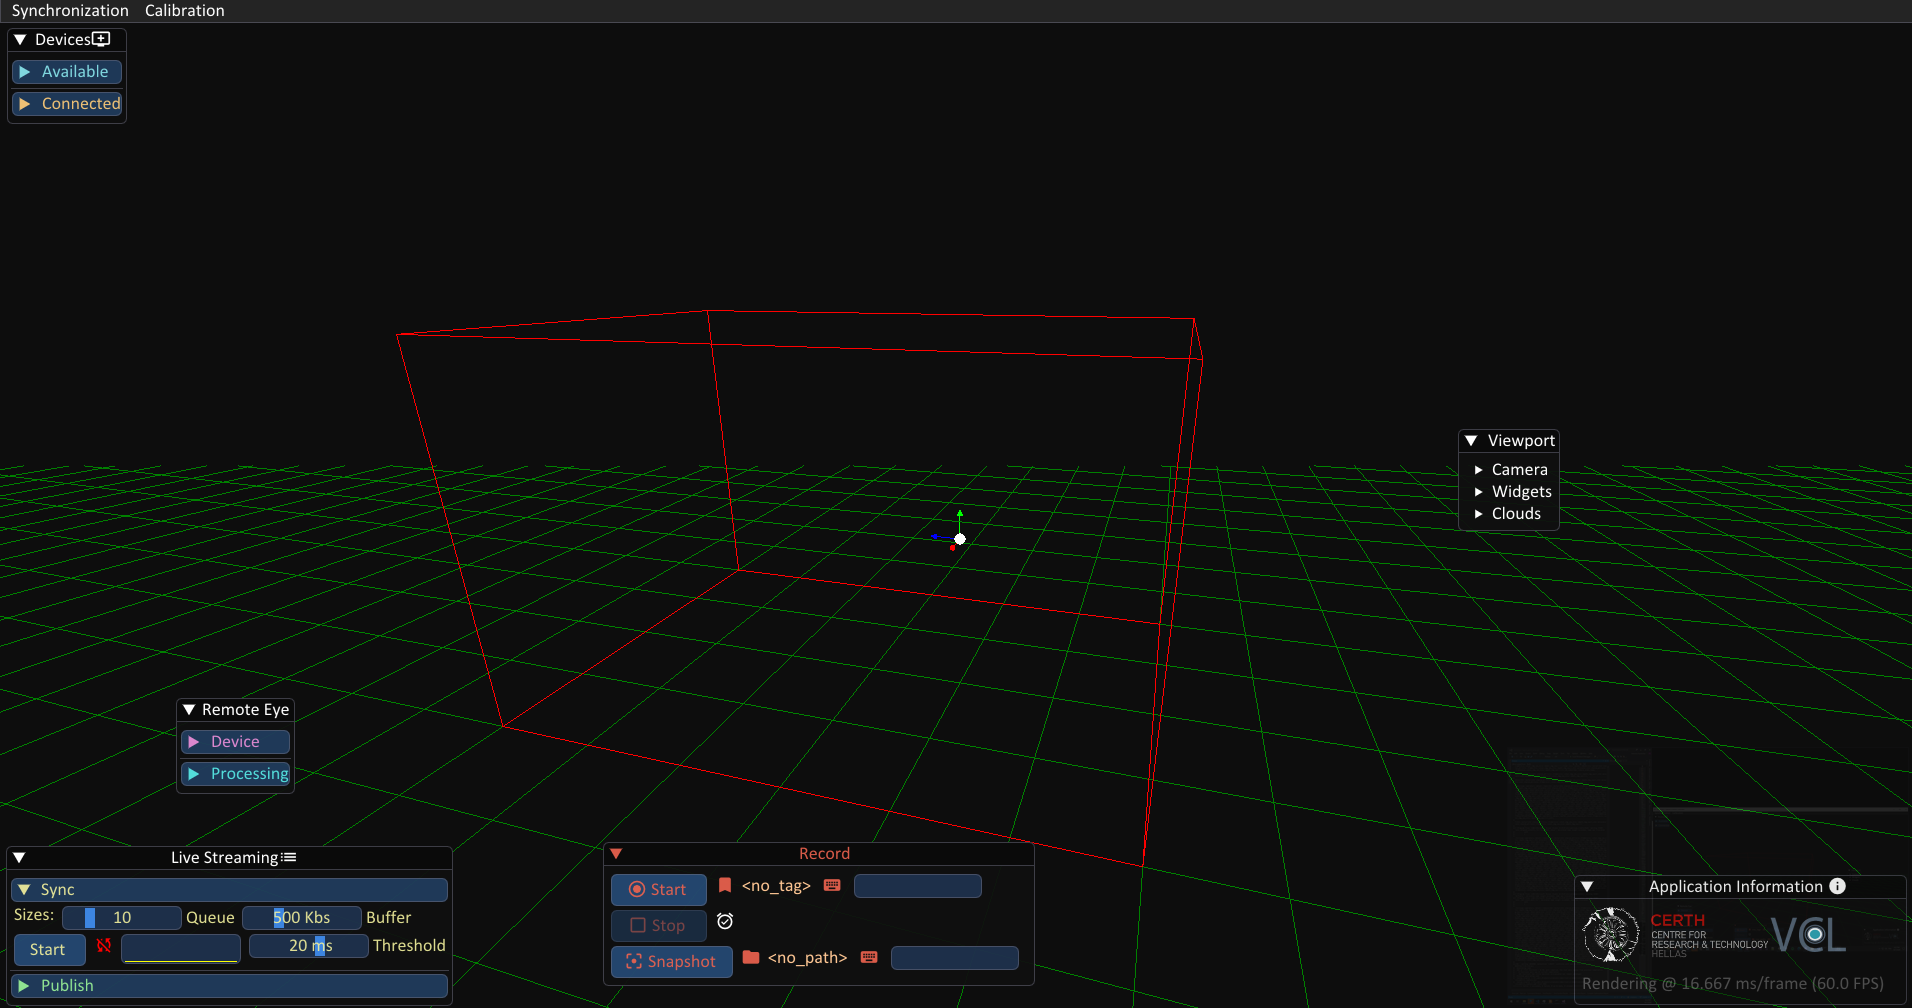 Synchronization Calibration
Devices
Available
Connected
Viewport
Camera
Widgets
Clouds
Remote Eye
Device
Processing
Live Streaming
Sync
Sizes: 10 Queue 500 Kbs Buffer
Start 20 ms Threshold
Publish
Record
Start <no_tag>
Stop
Snapshot <no_path>
Application Information
CERTH
CENTRE FOR
RESEARCH & TECHNOLOGY
HELLAS
VCL
Rendering @ 16.667 ms/frame (60.0 FPS)